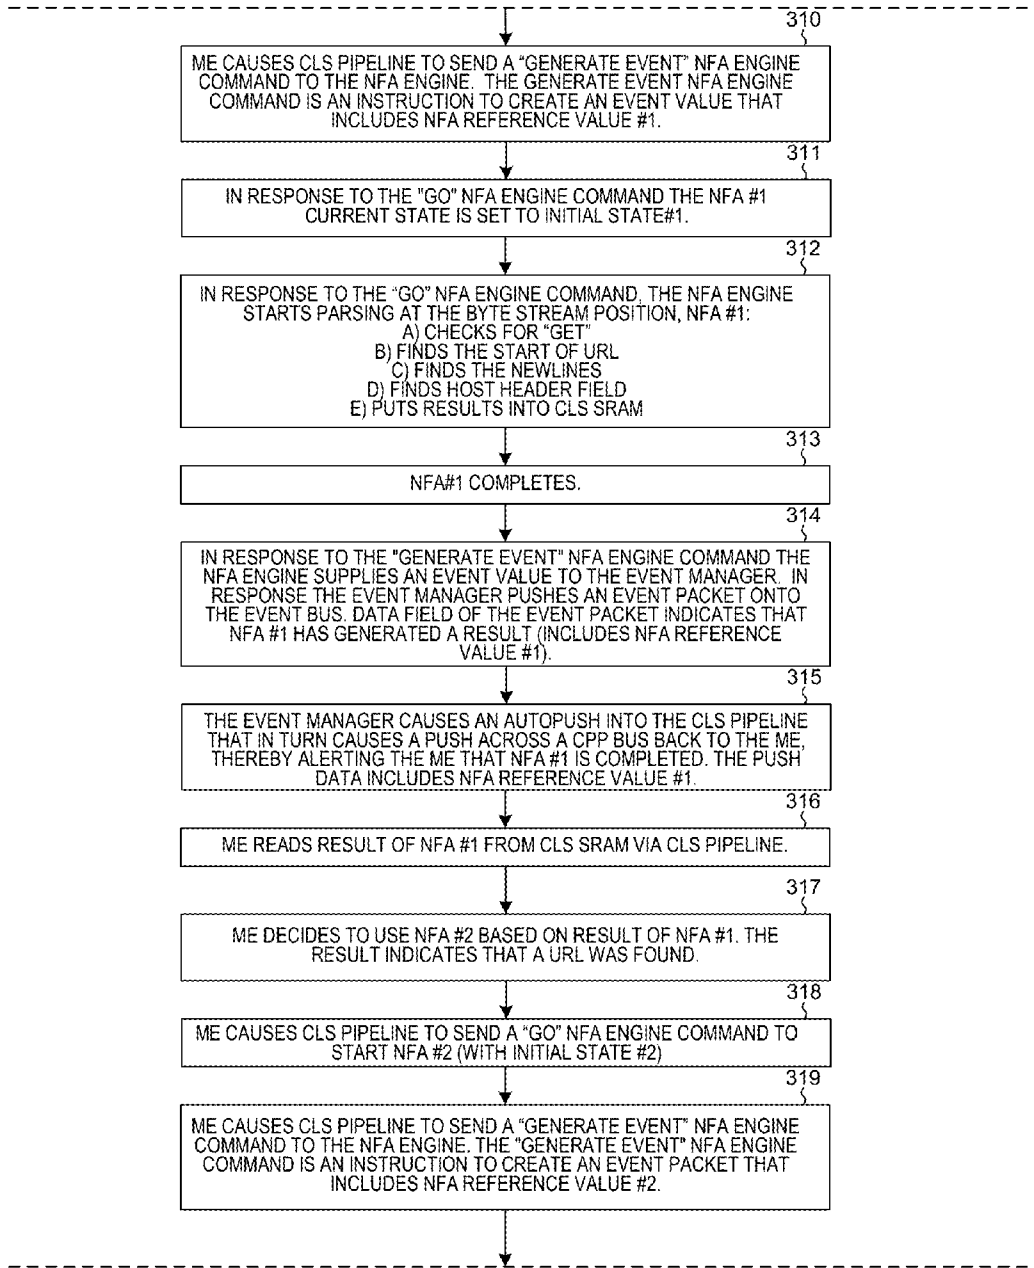 310
ME CAUSES CLS PIPELINE TO SEND A “GENERATE EVENT” NFA ENGINE
COMMAND TO THE NFA ENGINE. THE GENERATE EVENT NFA ENGINE
COMMAND IS AN INSTRUCTION TO CREATE AN EVENT VALUE THAT
INCLUDES NFA REFERENCE VALUE #1.
311
IN RESPONSE TO THE "GO" NFA ENGINE COMMAND THE NFA #1
CURRENT STATE IS SET TO INITIAL STATE#1.
312
IN RESPONSE TO THE “GO” NFA ENGINE COMMAND, THE NFA ENGINE
STARTS PARSING AT THE BYTE STREAM POSITION, NFA #1:
A) CHECKS FOR “GET”
B) FINDS THE START OF URL
C) FINDS THE NEWLINES
D) FINDS HOST HEADER FIELD
E) PUTS RESULTS INTO CLS SRAM
313
NFA#1 COMPLETES.
314
IN RESPONSE TO THE "GENERATE EVENT” NFA ENGINE COMMAND THE
NFA ENGINE SUPPLIES AN EVENT VALUE TO THE EVENT MANAGER. IN
RESPONSE THE EVENT MANAGER PUSHES AN EVENT PACKET ONTO
THE EVENT BUS. DATA FIELD OF THE EVENT PACKET INDICATES THAT
NFA #1 HAS GENERATED A RESULT (INCLUDES NFA REFERENCE
VALUE #1).
315
THE EVENT MANAGER CAUSES AN AUTOPUSH INTO THE CLS PIPELINE
THAT IN TURN CAUSES A PUSH ACROSS A CPP BUS BACK TO THE ME,
THEREBY ALERTING THE ME THAT NFA #1 IS COMPLETED. THE PUSH
DATA INCLUDES NFA REFERENCE VALUE #1.
316
ME READS RESULT OF NFA #1 FROM CLS SRAM VIA CLS PIPELINE.
317
ME DECIDES TO USE NFA #2 BASED ON RESULT OF NFA #1. THE
RESULT INDICATES THAT A URL WAS FOUND.
318
ME CAUSES CLS PIPELINE TO SEND A “GO” NFA ENGINE COMMAND TO
START NFA #2 (WITH INITIAL STATE #2)
319
ME CAUSES CLS PIPELINE TO SEND A “GENERATE EVENT” NFA ENGINE
COMMAND TO THE NFA ENGINE. THE "GENERATE EVENT" NFA ENGINE
COMMAND IS AN INSTRUCTION TO CREATE AN EVENT PACKET THAT
INCLUDES NFA REFERENCE VALUE #2.